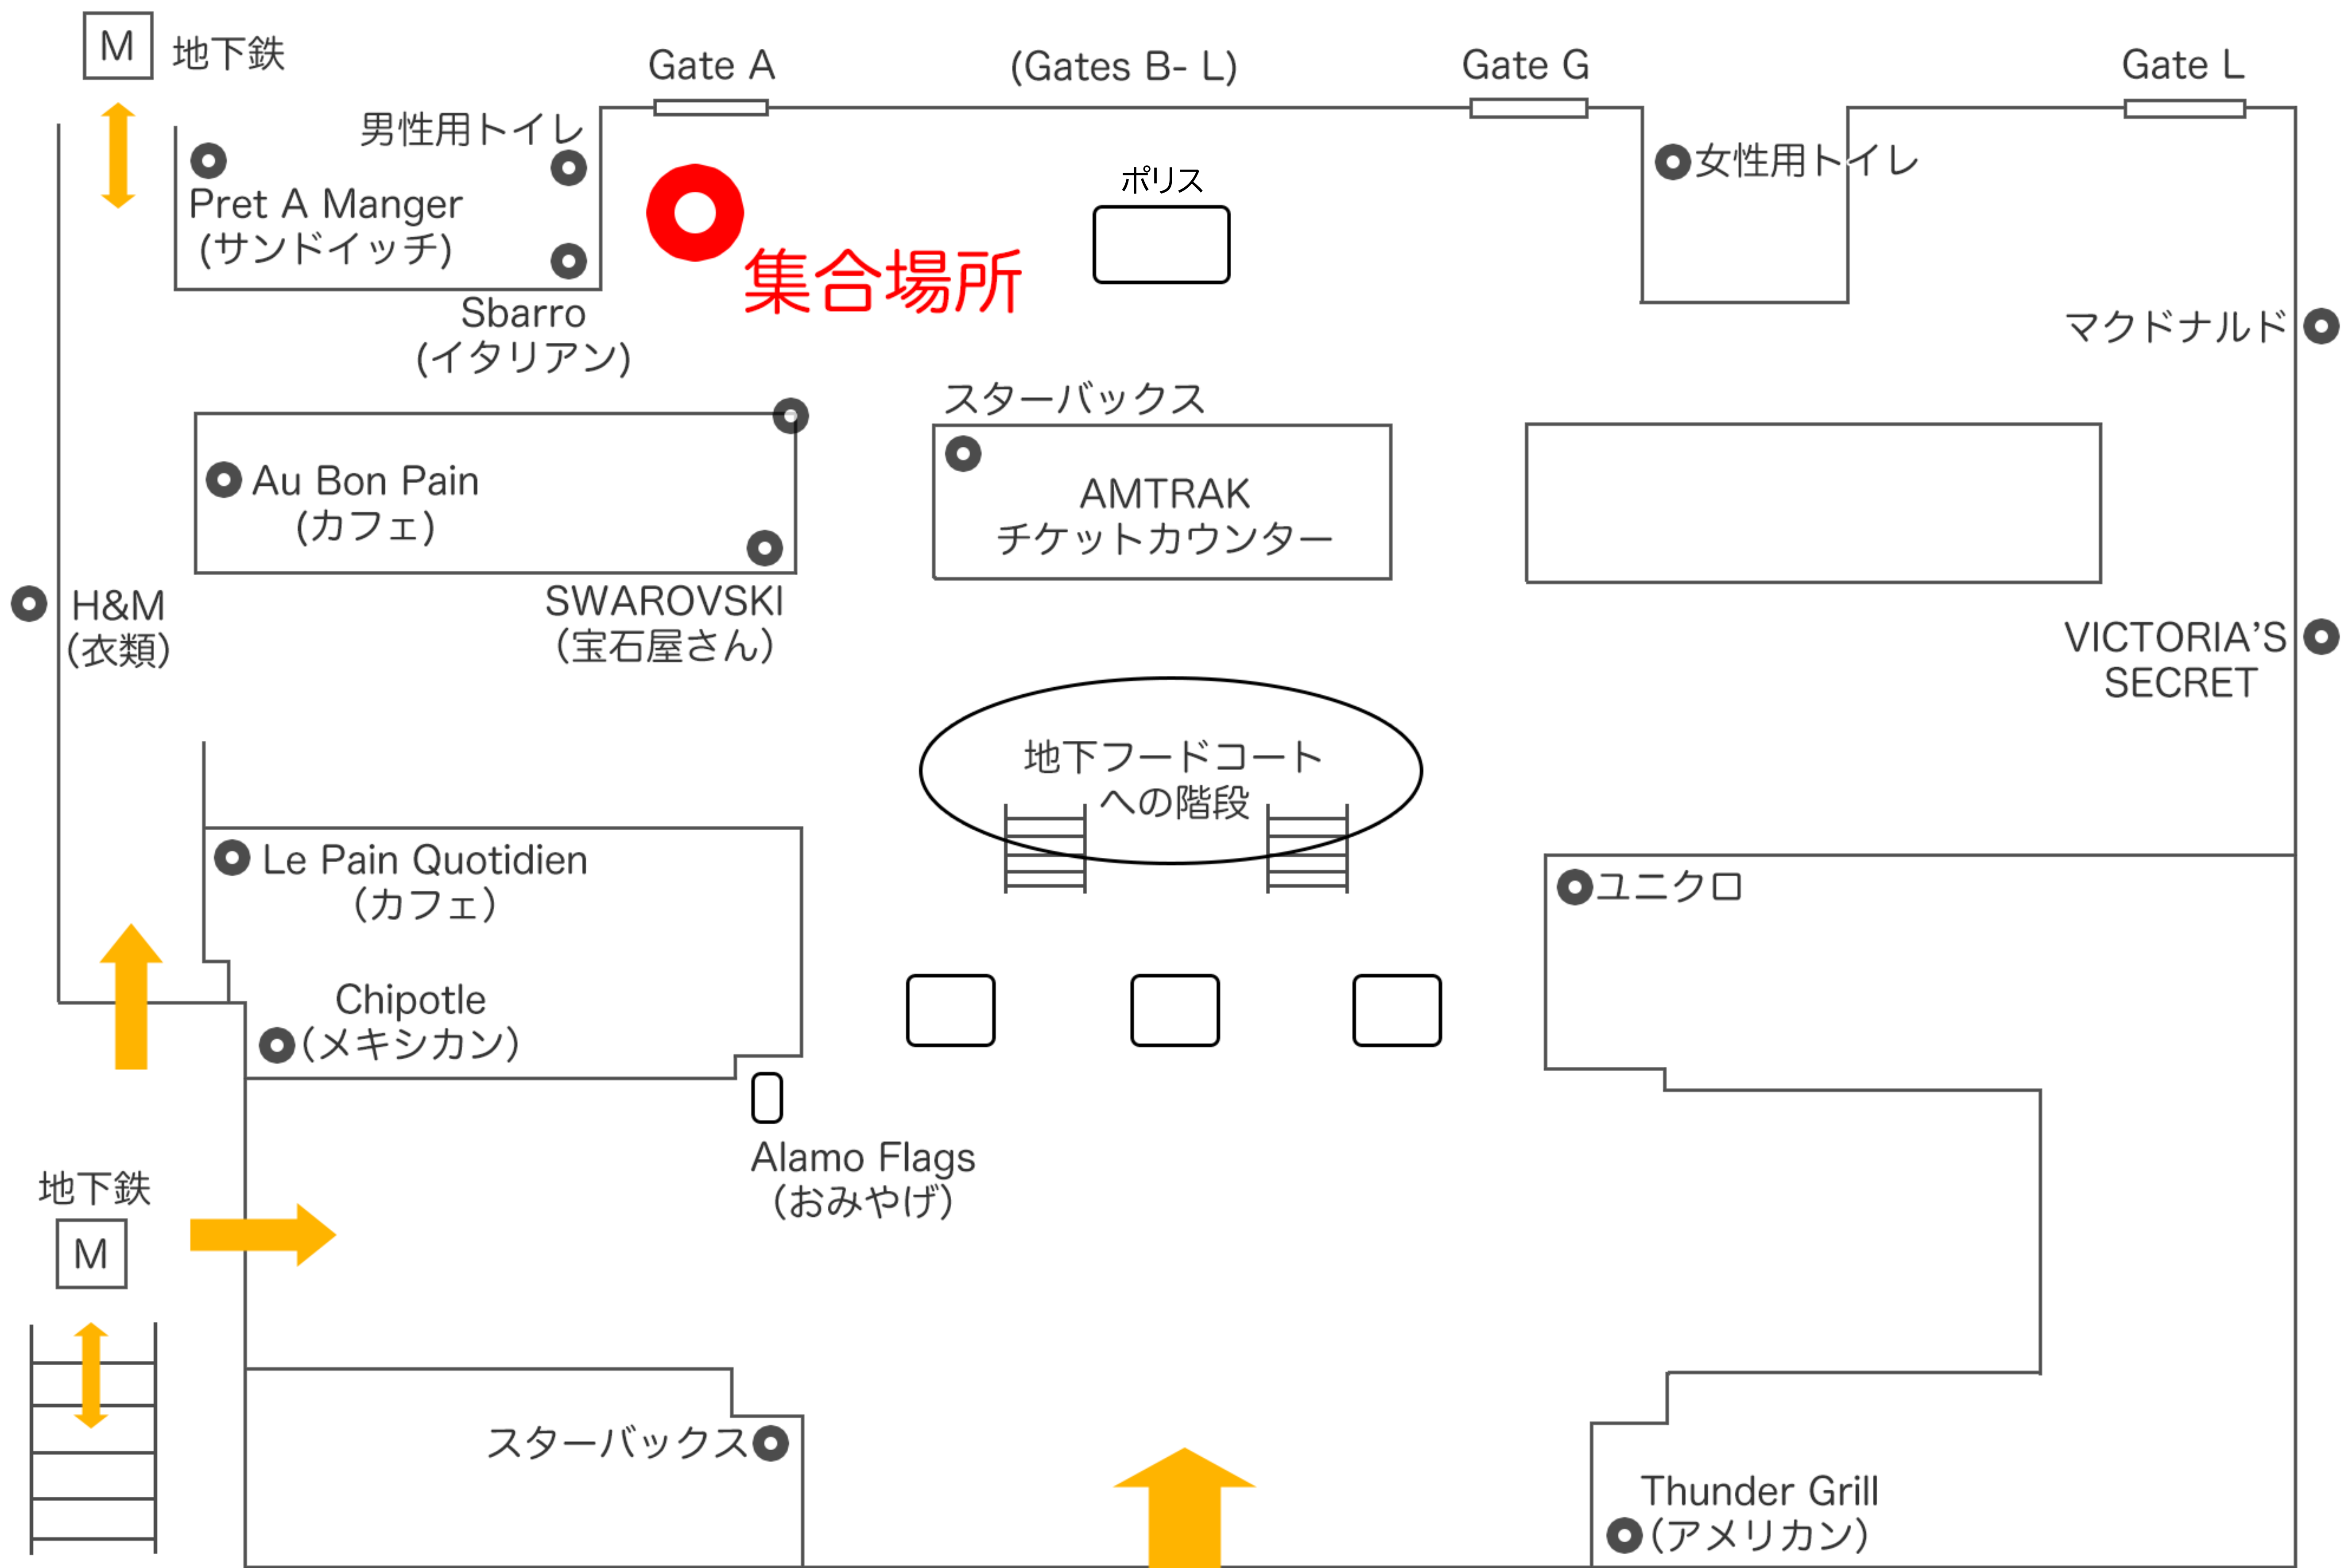 M
地下鉄
Gate A
(Gates B- L)
Gate G
Gate L
男性用トイレ
Pret A Manger
(サンドイッチ)
ポリス
女性用トイレ
集合場所
Sbarro
(イタリアン)
マクドナルド
スターバックス
Au Bon Pain
(カフェ)
AMTRAK
チケットカウンター
H&M
(衣類)
SWAROVSKI
(宝石屋さん)
VICTORIA'S
SECRET
地下フードコート
への階段
Le Pain Quotidien
(カフェ)
ユニクロ
Chipotle
(メキシカン)
Alamo Flags
(おみやげ)
地下鉄
M
スターバックス
Thunder Grill
(アメリカン)